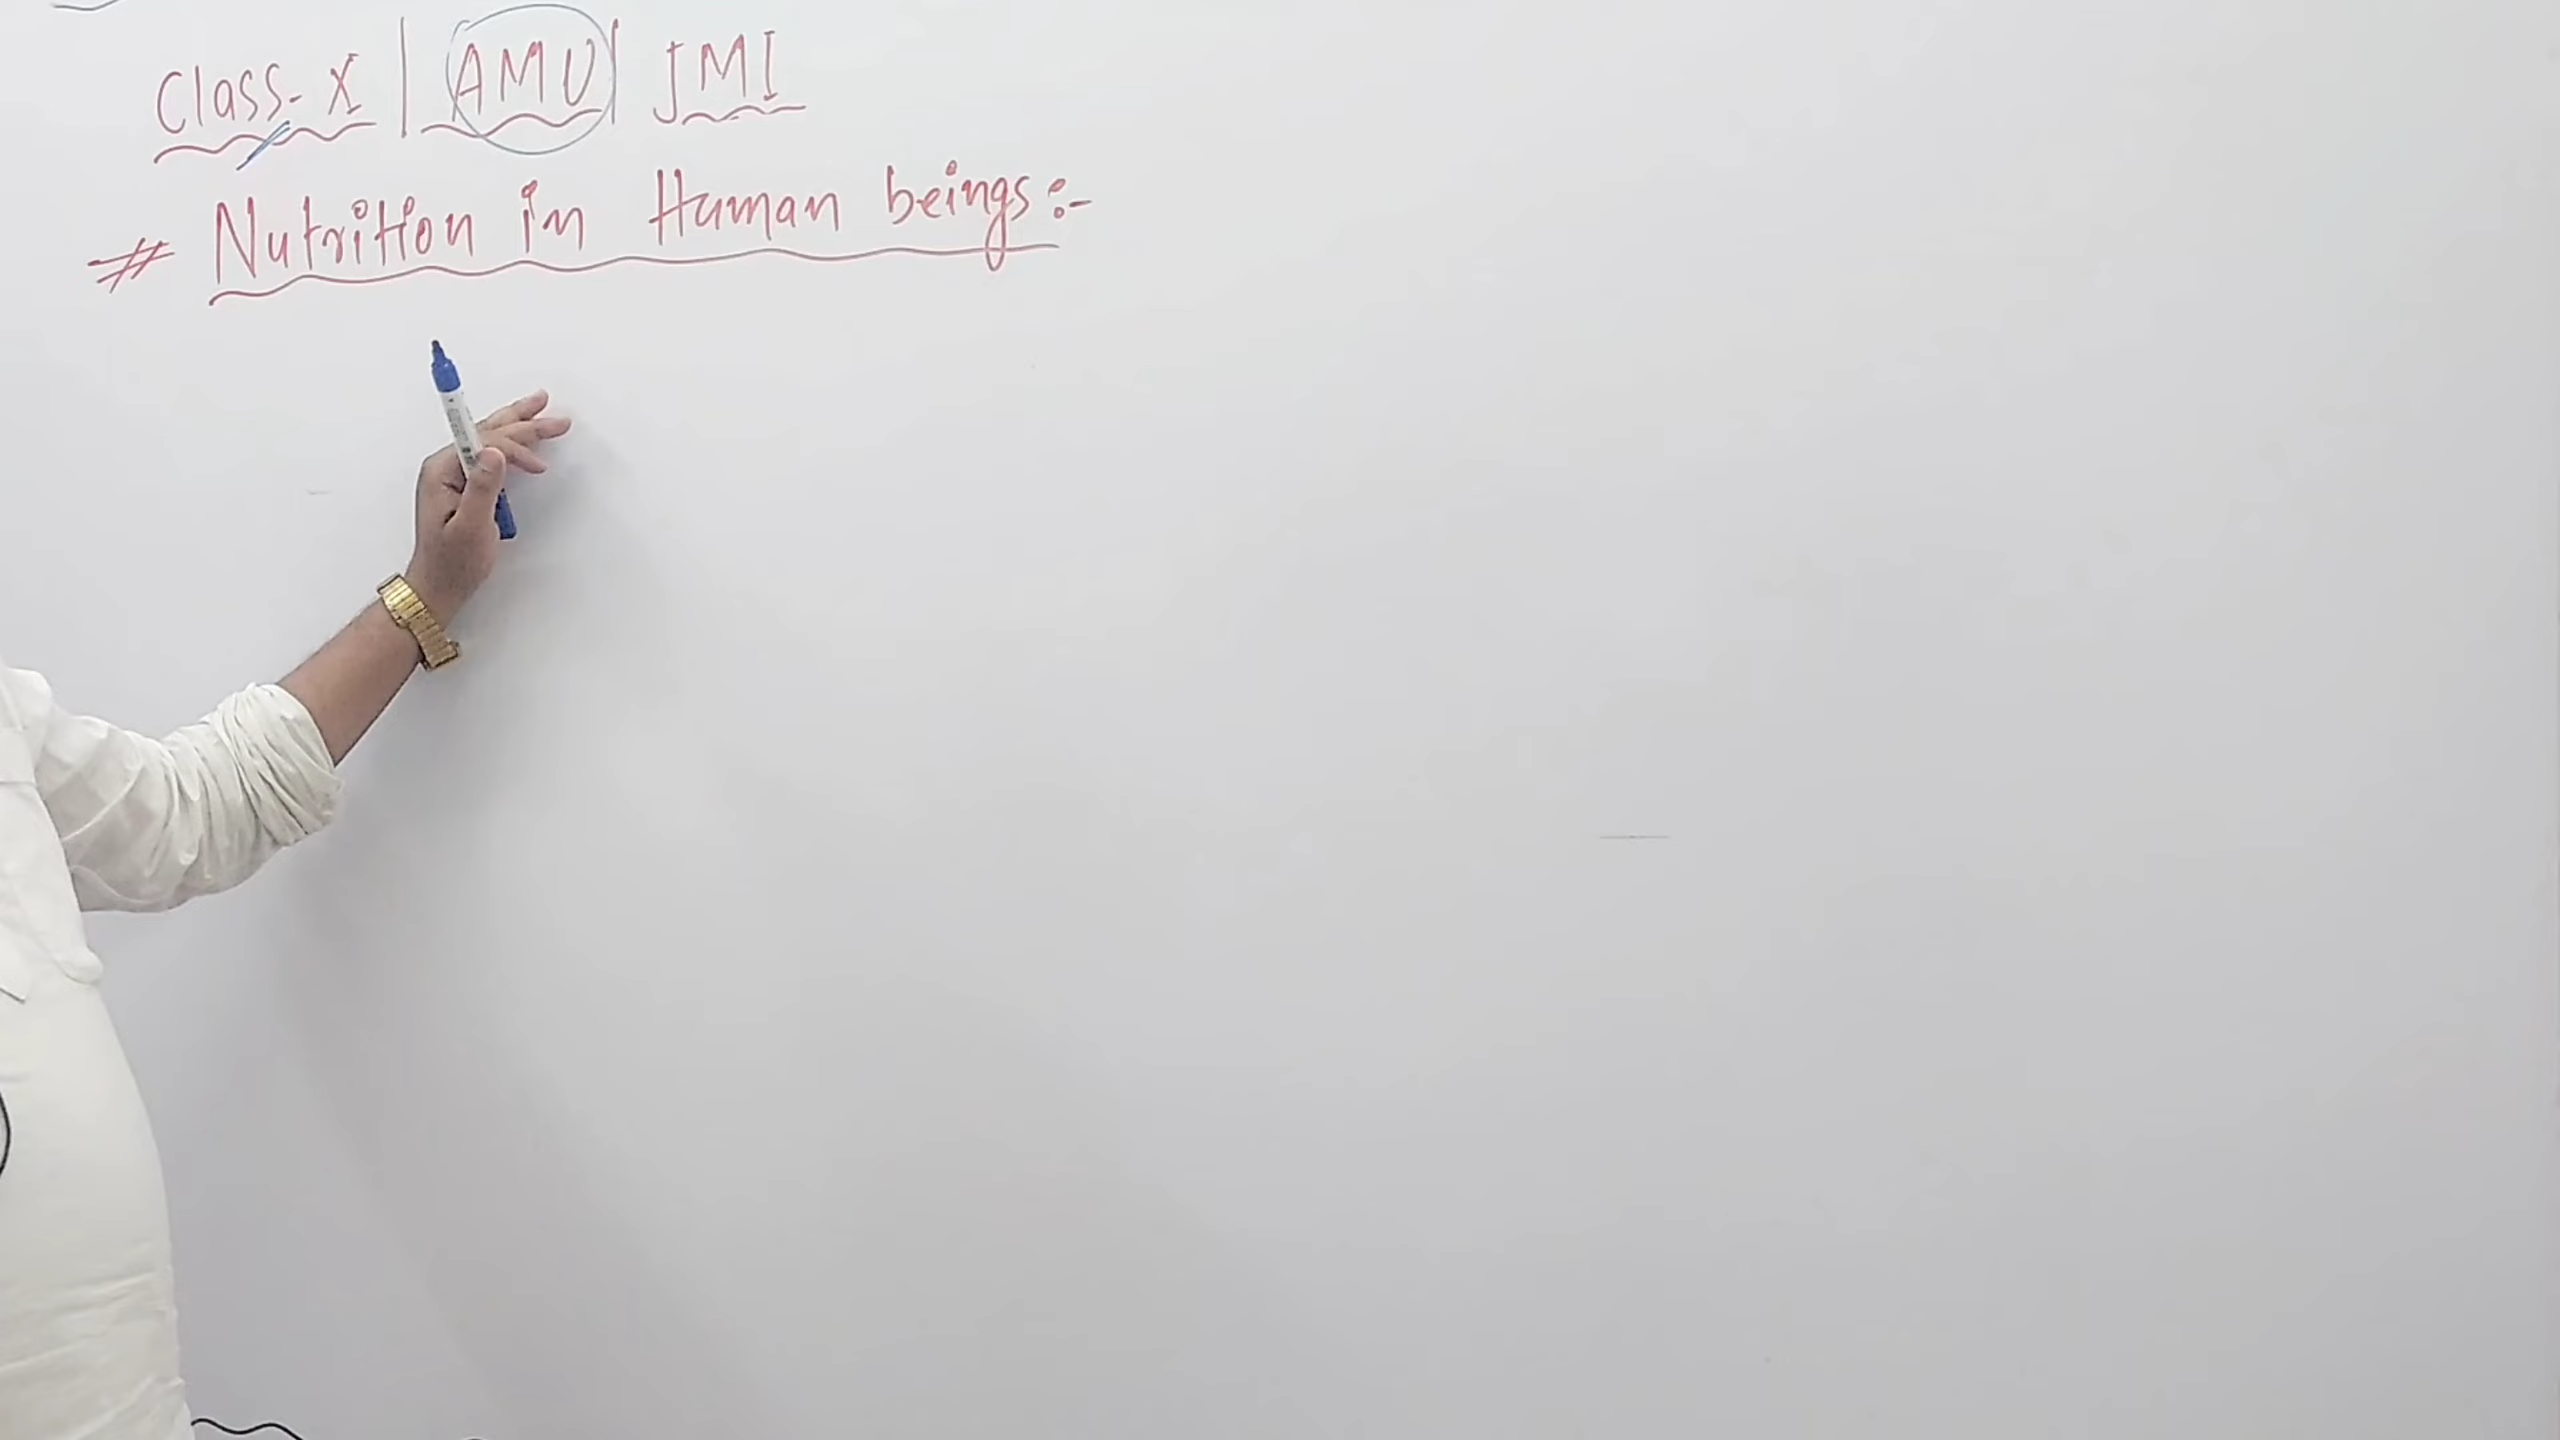 Class-X | AMU | JMI
# Nutrition in Human beings:-